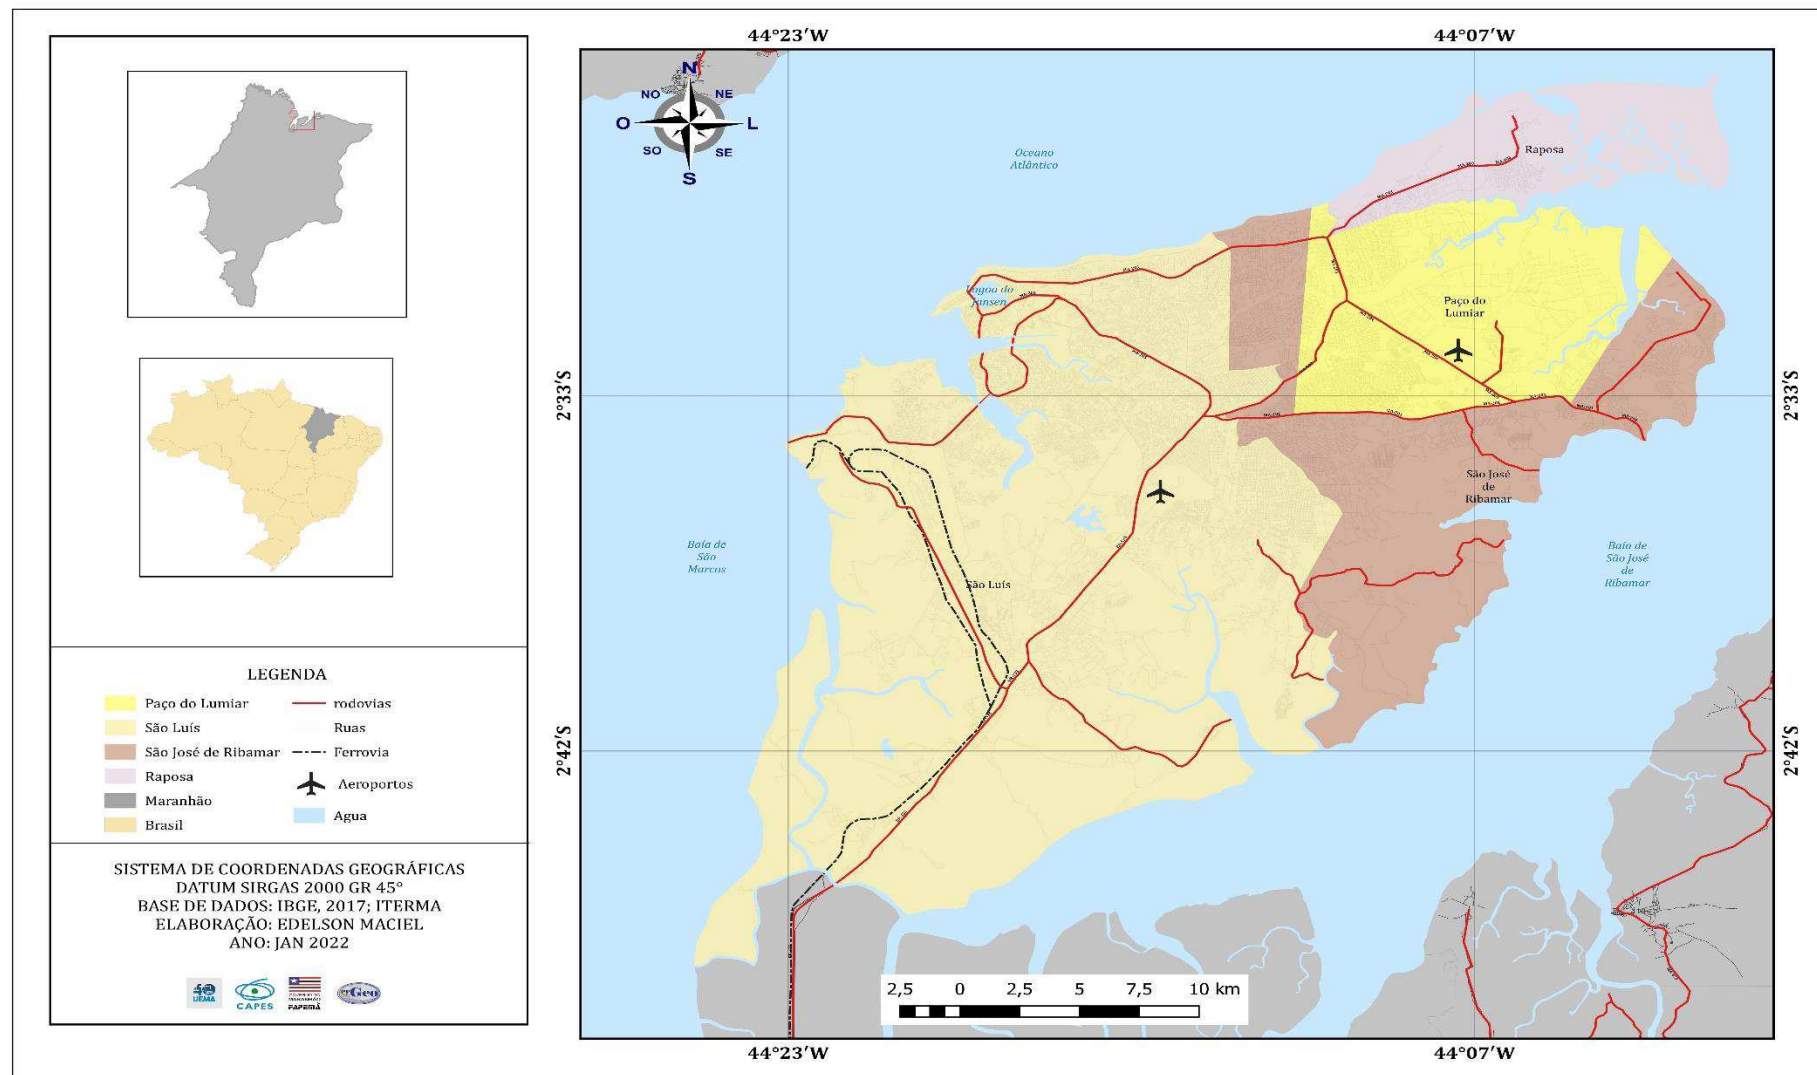 44°23′W
44°07′W
N
NO
NE
O
L
SO
SE
S
Oceano
Atlântico
Raposa
Lagoa da
Jansen
Paço do
Lumiar
2°33′S
2°33′S
São José
de
Ribamar
Baía de
São
Marcos
Baía de
São José
de
Ribamar
São Luís
LEGENDA
Paço do Lumiar
rodovias
São Luís
Ruas
São José de Ribamar
Ferrovia
Raposa
Aeroportos
Maranhão
Agua
Brasil
2°42′S
2°42′S
SISTEMA DE COORDENADAS GEOGRÁFICAS
DATUM SIRGAS 2000 GR 45°
BASE DE DADOS: IBGE, 2017; ITERMA
ELABORAÇÃO: EDELSON MACIEL
ANO: JAN 2022
UEMA
CAPES
FAPEMA
Geo
2,5 0 2,5 5 7,5 10 km
44°23′W
44°07′W